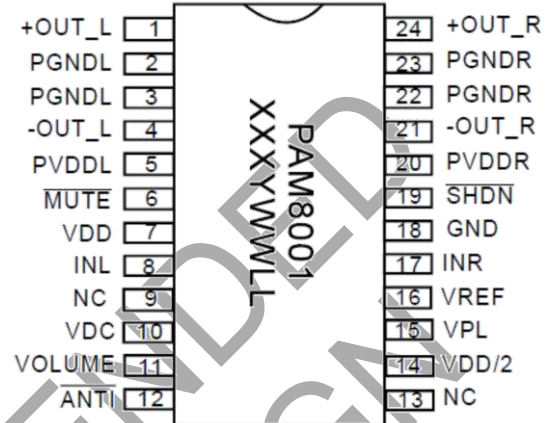 +OUT_L 1 24 +OUT_R
PGNDL 2 23 PGNDR
PGNDL 3 22 PGNDR
-OUT_L 4 21 -OUT_R
PVDDL 5 20 PVDDR
MUTE 6 19 SHDN
VDD 7 18 GND
INL 8 17 INR
NC 9 16 VREF
VDC 10 15 VPL
VOLUME 11 14 VDD/2
ANTI 12 13 NC
PAM8001
XXXYWWLL